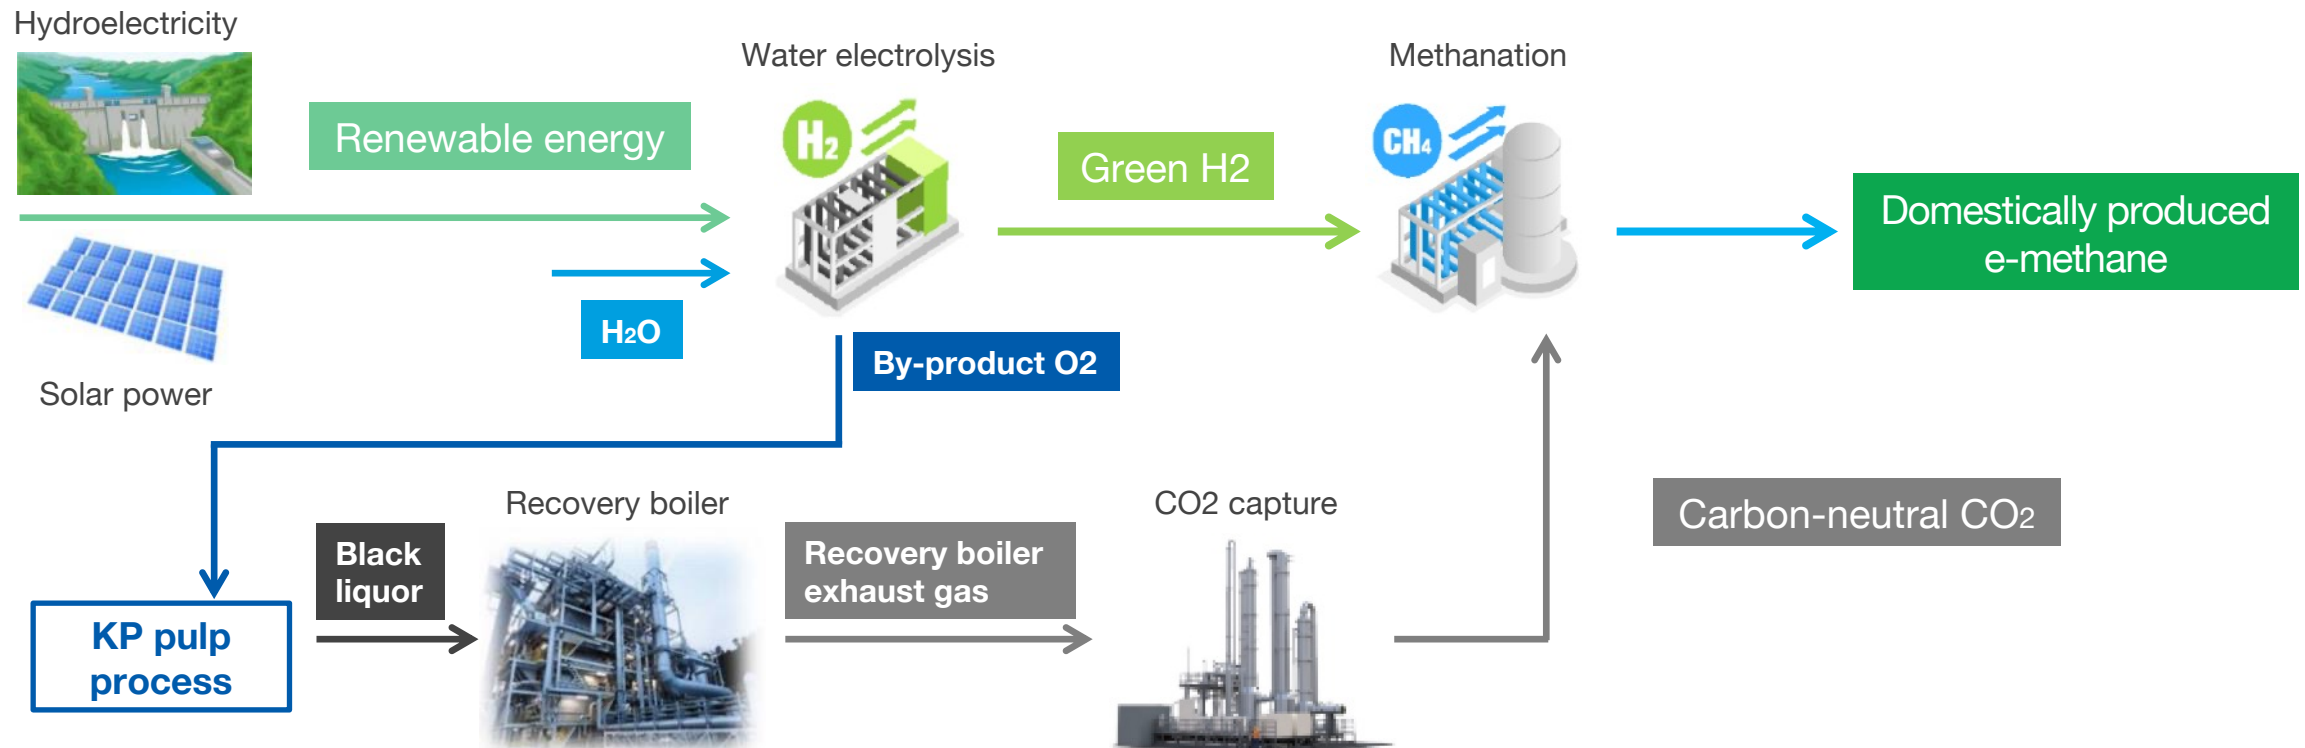 Hydroelectricity
Water electrolysis
Methanation
Renewable energy
H2
CH4
Green H2
Domestically produced
e-methane
H2O
By-product O2
Solar power
Recovery boiler
CO2 capture
Carbon-neutral CO2
Black
liquor
Recovery boiler
exhaust gas
KP pulp
process